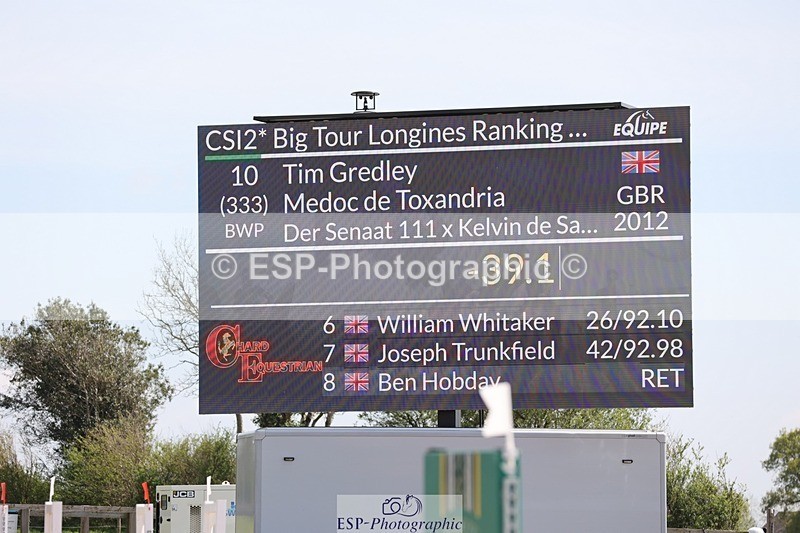 CSI2* Big Tour Longines Ranking ...
EQUIPE
10 Tim Gredley
(333) Medoc de Toxandria GBR
BWP Der Senaat 111 x Kelvin de Sa... 2012
-39.1
© ESP-Photographic ©
6 William Whitaker 26/92.10
7 Joseph Trunkfield 42/92.98
8 Ben Hobday RET
CHARD
EQUESTRIAN
JCB
ESP-Photographic